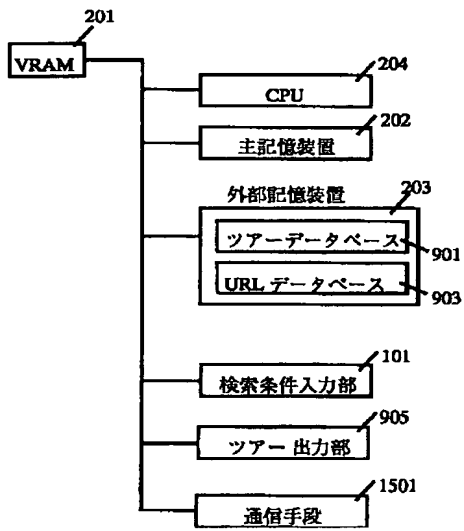 201
VRAM
204
CPU
202
主記憶装置
外部記憶装置
203
ツアーデータベース
901
URL データベース
903
101
検索条件入力部
905
ツアー 出力部
1501
通信手段